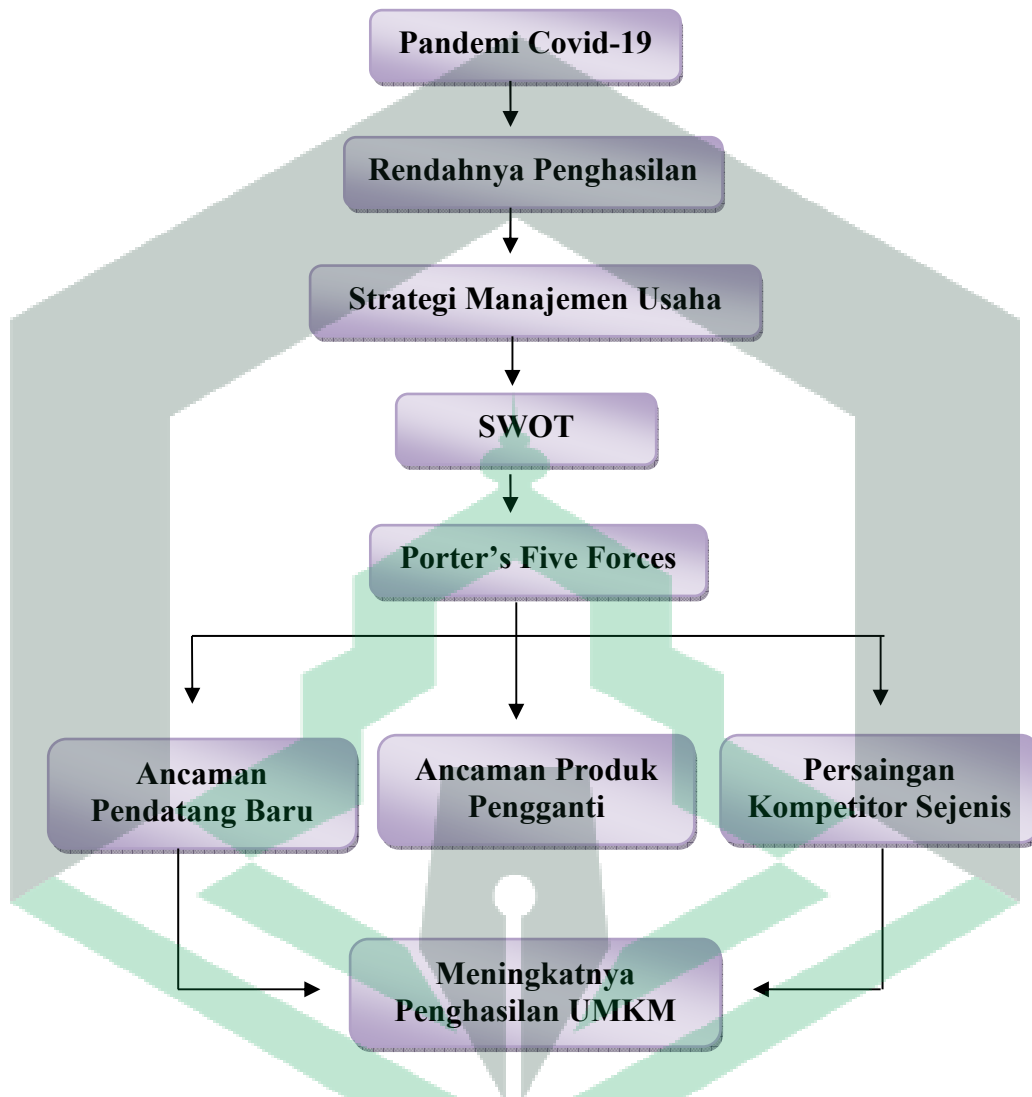 Pandemi Covid-19
Rendahnya Penghasilan
Strategi Manajemen Usaha
SWOT
Porter’s Five Forces
Ancaman
Pendatang Baru
Ancaman Produk
Pengganti
Persaingan
Kompetitor Sejenis
Meningkatnya
Penghasilan UMKM